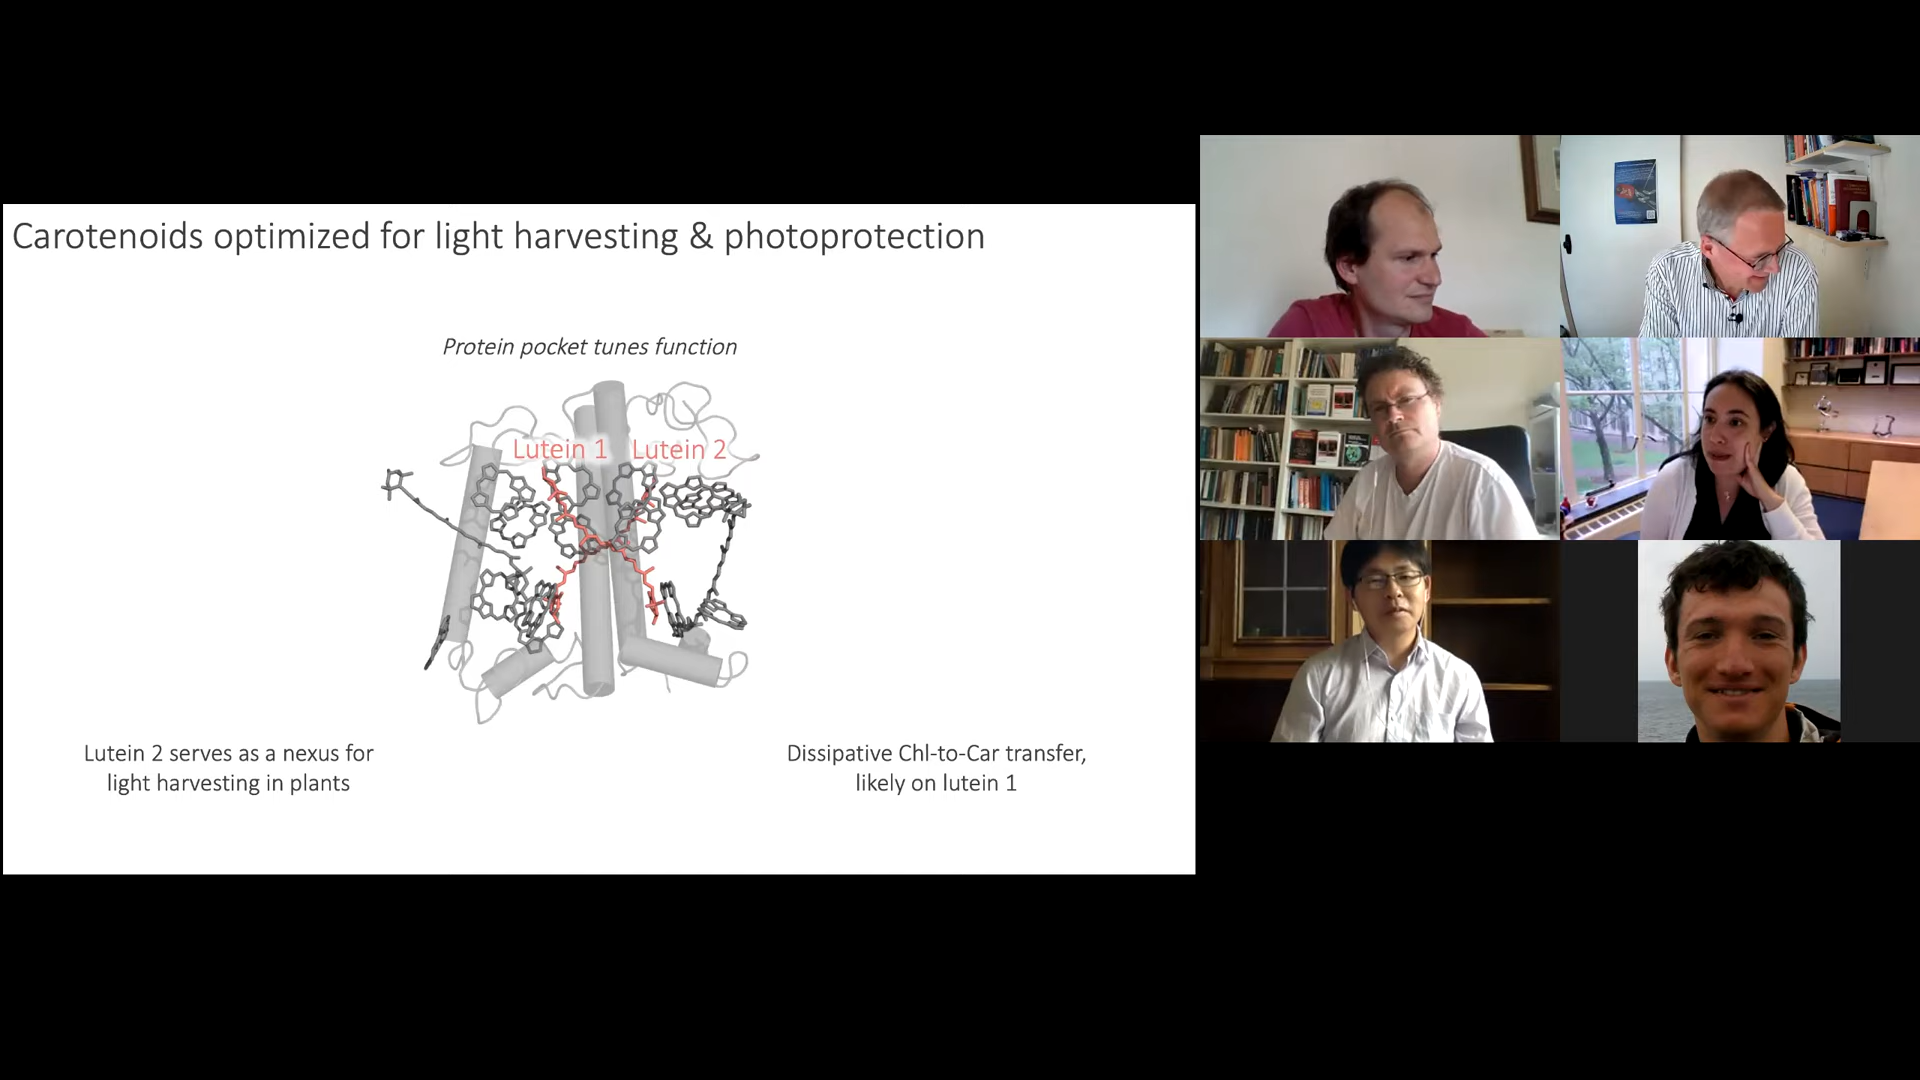 Carotenoids optimized for light harvesting & photoprotection
Protein pocket tunes function
Lutein 1 Lutein 2
Lutein 2 serves as a nexus for
light harvesting in plants
Dissipative Chl-to-Car transfer,
likely on lutein 1